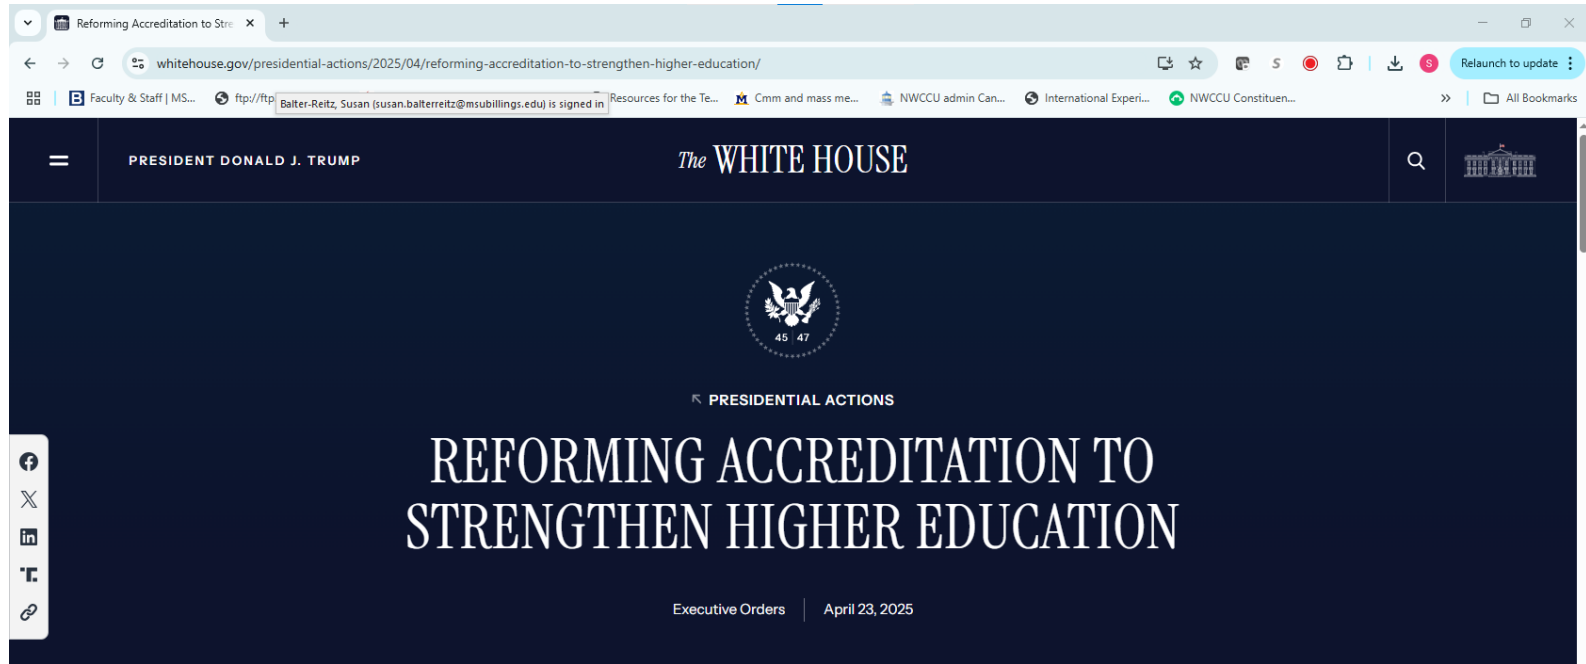 Reforming Accreditation to Stre
whitehouse.gov/presidential-actions/2025/04/reforming-accreditation-to-strengthen-higher-education/
S
S
Relaunch to update
B Faculty & Staff | MS...
ftp://ftp
Balter-Reitz, Susan (susan.balterreitz@msubillings.edu) is signed in
Resources for the Te...
M Cmm and mass me...
NWCCU admin Can...
International Experi...
NWCCU Constituen...
All Bookmarks
PRESIDENT DONALD J. TRUMP
The WHITE HOUSE
45 | 47
PRESIDENTIAL ACTIONS
REFORMING ACCREDITATION TO
STRENGTHEN HIGHER EDUCATION
Executive Orders | April 23, 2025